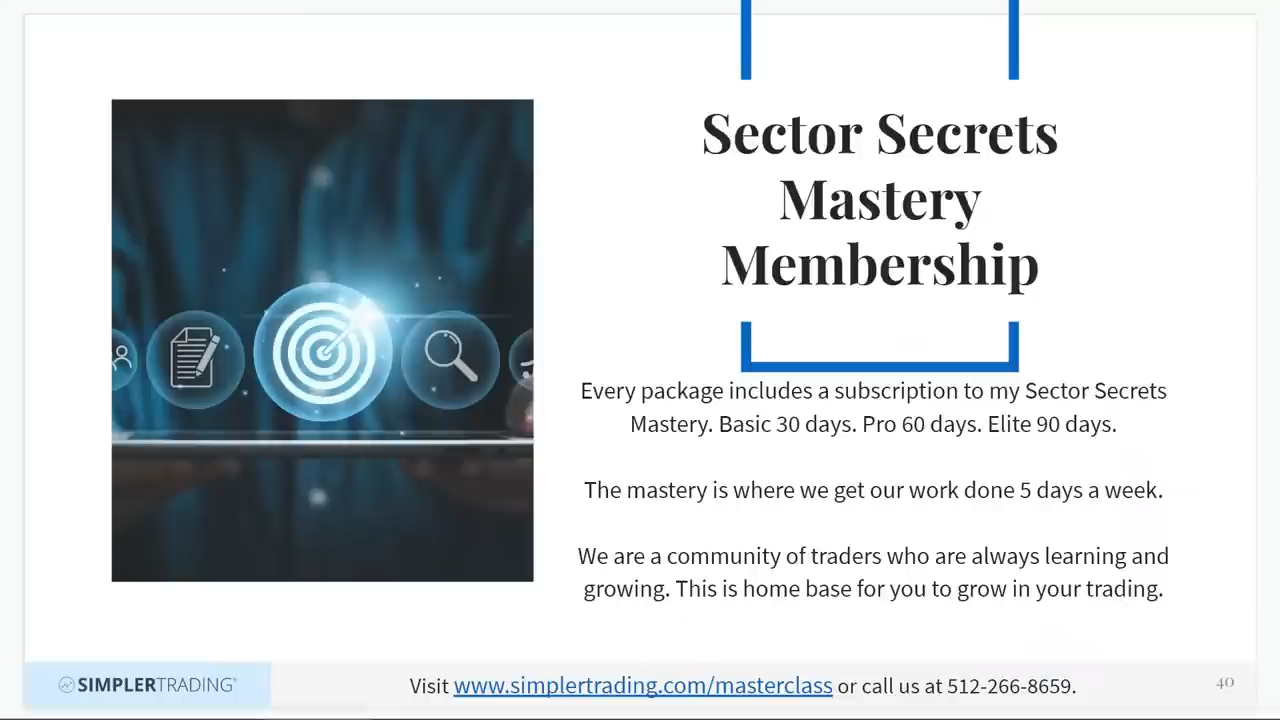 Sector Secrets
Mastery
Membership
Every package includes a subscription to my Sector Secrets
Mastery. Basic 30 days. Pro 60 days. Elite 90 days.
The mastery is where we get our work done 5 days a week.
We are a community of traders who are always learning and
growing. This is home base for you to grow in your trading.
SIMPLERTRADING®
Visit www.simplertrading.com/masterclass or call us at 512-266-8659.
40